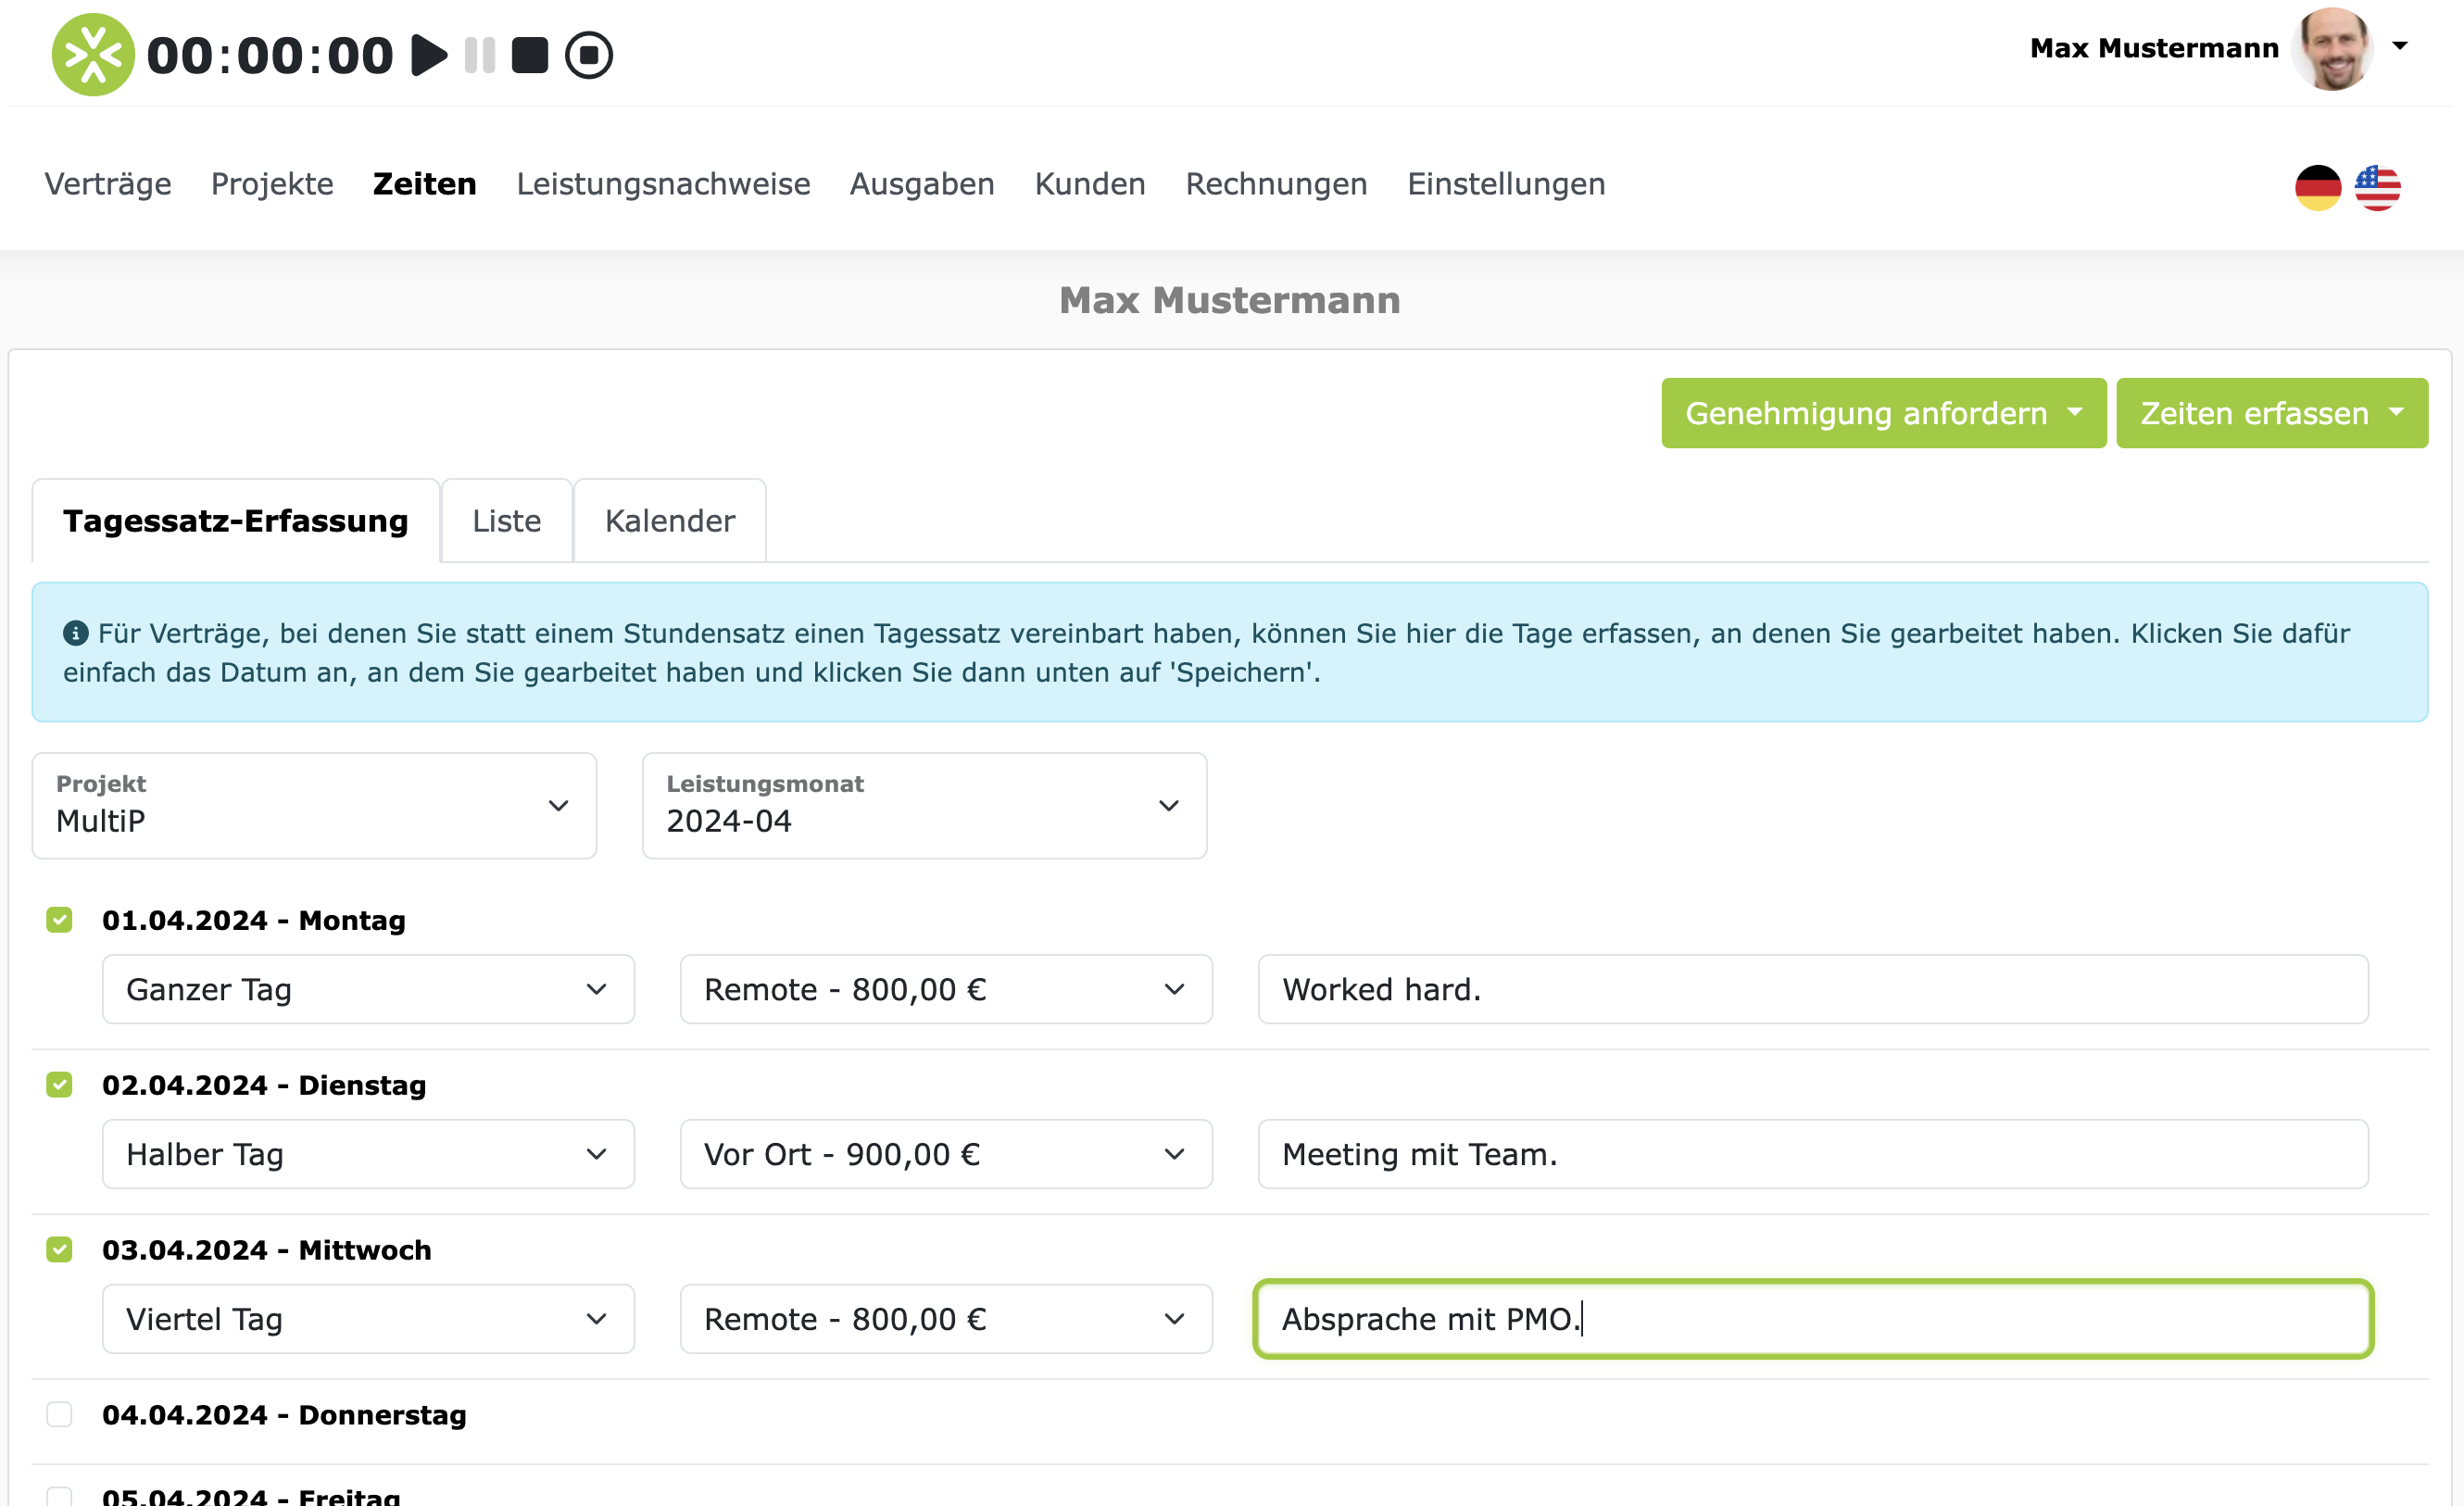 00:00:00
Max Mustermann
Verträge Projekte Zeiten Leistungsnachweise Ausgaben Kunden Rechnungen Einstellungen
Max Mustermann
Genehmigung anfordern Zeiten erfassen
Tagessatz-Erfassung Liste Kalender
Für Verträge, bei denen Sie statt einem Stundensatz einen Tagessatz vereinbart haben, können Sie hier die Tage erfassen, an denen Sie gearbeitet haben. Klicken Sie dafür
einfach das Datum an, an dem Sie gearbeitet haben und klicken Sie dann unten auf 'Speichern'.
Projekt
MultiP
Leistungsmonat
2024-04
01.04.2024 - Montag
Ganzer Tag Remote - 800,00 € Worked hard.
02.04.2024 - Dienstag
Halber Tag Vor Ort - 900,00 € Meeting mit Team.
03.04.2024 - Mittwoch
Viertel Tag Remote - 800,00 € Absprache mit PMO.
04.04.2024 - Donnerstag
05.04.2024 - Freitag